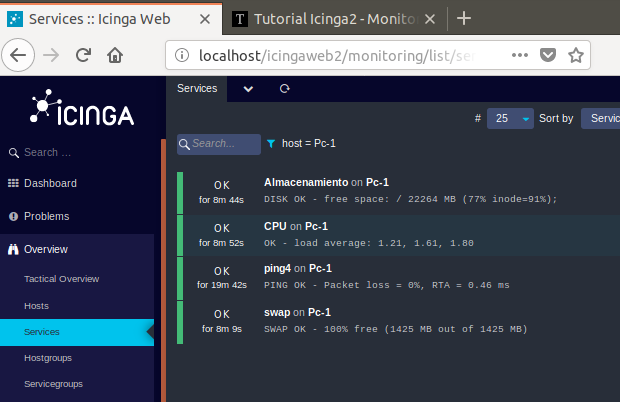 Services :: Icinga Web
Tutorial Icinga2 - Monito
localhost/icingaweb2/monitoring/list/se
ICINGA
Services
# 25 Sort by Servic
Search ...
Search...
host = Pc-1
Dashboard
Problems
Overview
Tactical Overview
Hosts
Services
Hostgroups
Servicegroups
OK
for 8m 44s
Almacenamiento on Pc-1
DISK OK - free space: / 22264 MB (77% inode=91%);
OK
for 8m 52s
CPU on Pc-1
OK - load average: 1.21, 1.61, 1.80
OK
for 19m 42s
ping4 on Pc-1
PING OK - Packet loss = 0%, RTA = 0.46 ms
OK
for 8m 9s
swap on Pc-1
SWAP OK - 100% free (1425 MB out of 1425 MB)